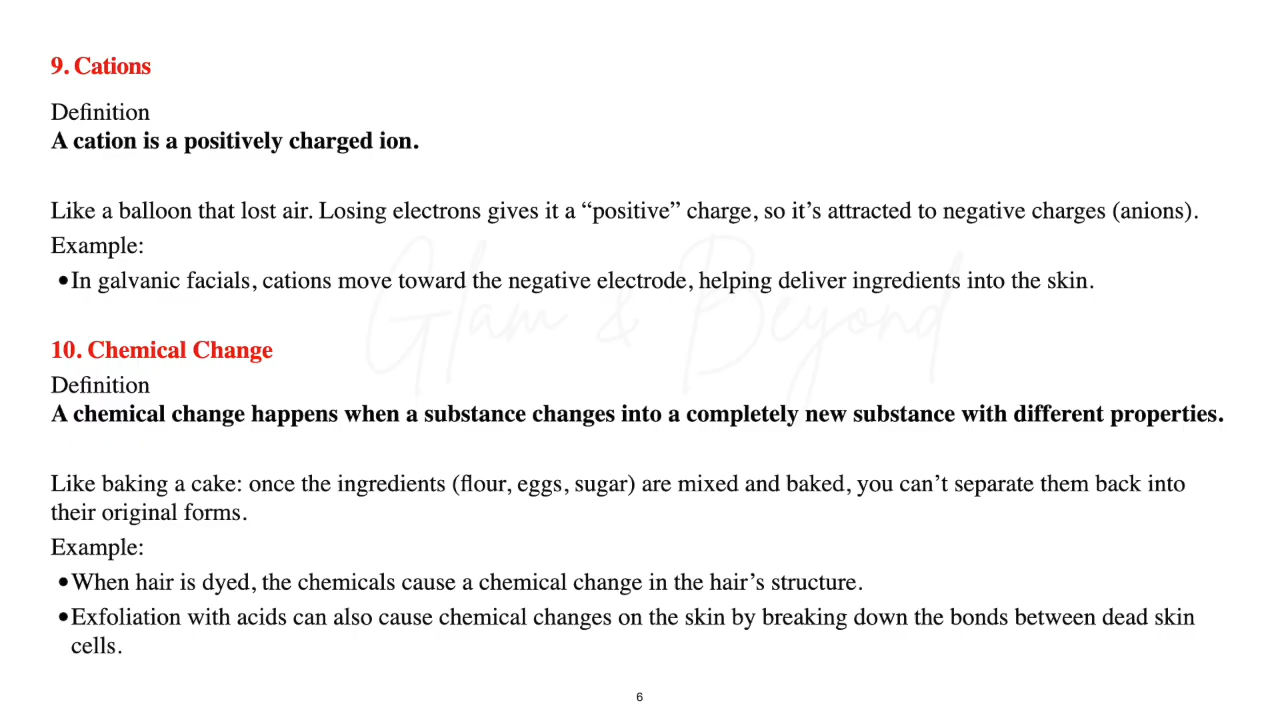 9. Cations
Definition
A cation is a positively charged ion.
Like a balloon that lost air. Losing electrons gives it a “positive” charge, so it’s attracted to negative charges (anions).
Example:
•In galvanic facials, cations move toward the negative electrode, helping deliver ingredients into the skin.
Glam & Beyond
10. Chemical Change
Definition
A chemical change happens when a substance changes into a completely new substance with different properties.
Like baking a cake: once the ingredients (flour, eggs, sugar) are mixed and baked, you can’t separate them back into
their original forms.
Example:
•When hair is dyed, the chemicals cause a chemical change in the hair’s structure.
•Exfoliation with acids can also cause chemical changes on the skin by breaking down the bonds between dead skin
cells.
6